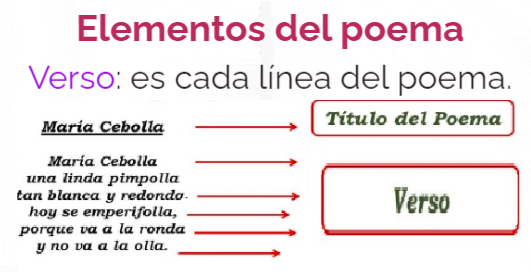 Elementos del poema
Verso: es cada línea del poema.
María Cebolla
Título del Poema
María Cebolla
una linda pimpolla
tan blanca y redonda
hoy se emperifolla,
porque va a la ronda
y no va a la olla.
Verso